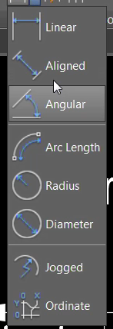 Linear
Aligned
Angular
Arc Length
Radius
Diameter
Jogged
Ordinate